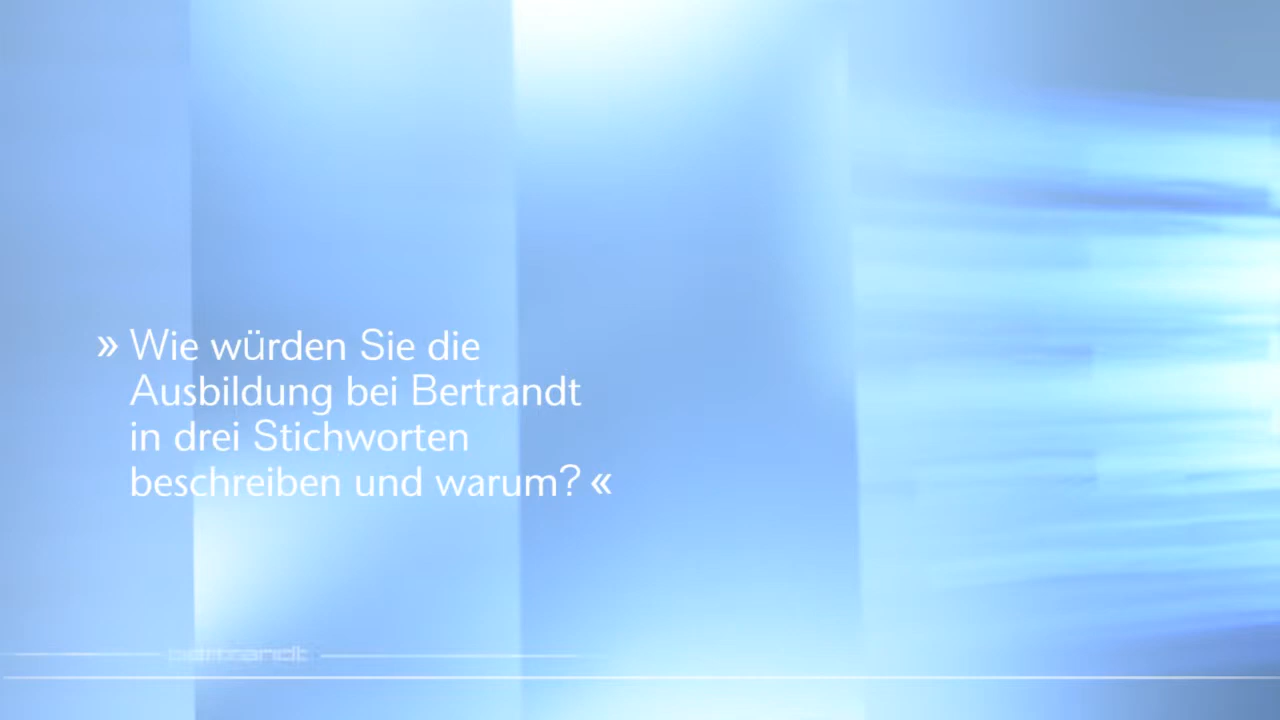 » Wie würden Sie die
Ausbildung bei Bertrandt
in drei Stichworten
beschreiben und warum? «